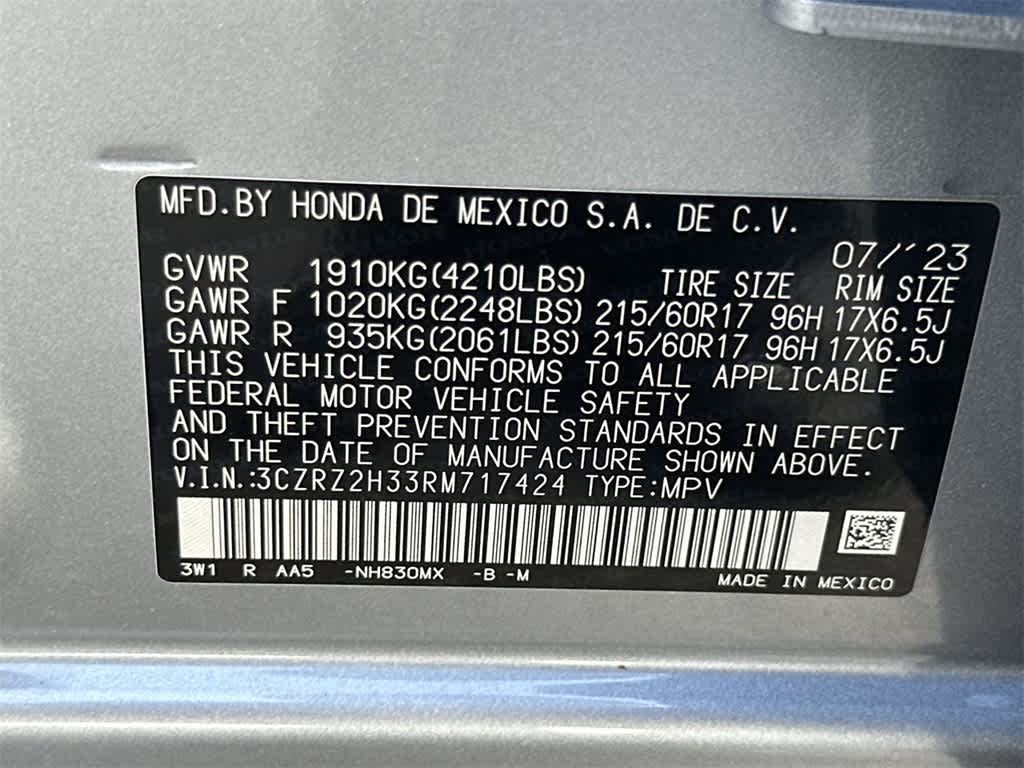 MFD.BY HONDA DE MEXICO S.A. DE C.V.
07/'23
GVWR 1910KG(4210LBS) TIRE SIZE RIM SIZE
GAWR F 1020KG(2248LBS) 215/60R17 96H 17X6.5J
GAWR R 935KG(2061LBS) 215/60R17 96H 17X6.5J
THIS VEHICLE CONFORMS TO ALL APPLICABLE
FEDERAL MOTOR VEHICLE SAFETY
AND THEFT PREVENTION STANDARDS IN EFFECT
ON THE DATE OF MANUFACTURE SHOWN ABOVE.
V.I.N.:3CZRZ2H33RM717424 TYPE:MPV
3W1 R AA5 -NH830MX -B -M MADE IN MEXICO